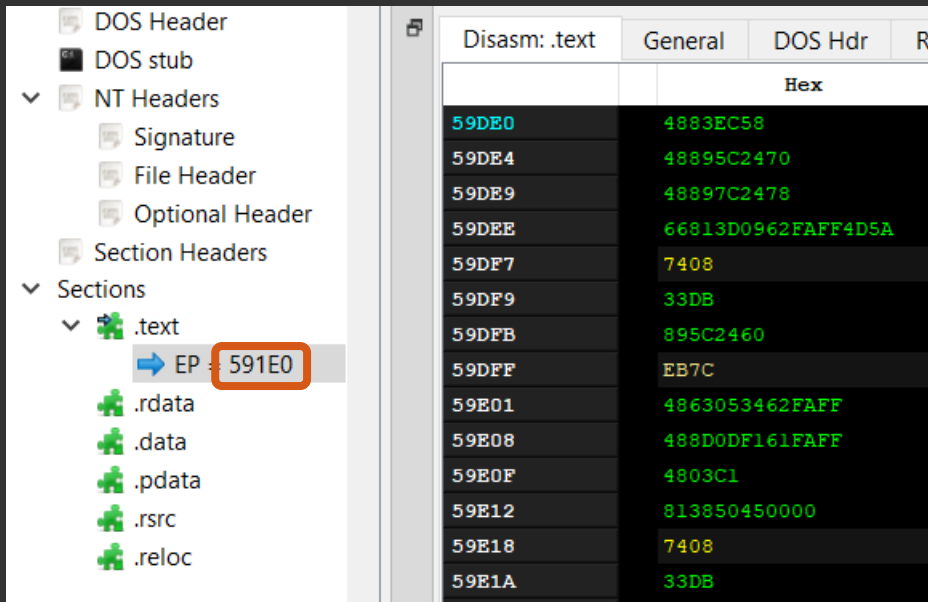 DOS Header
DOS stub
NT Headers
Signature
File Header
Optional Header
Section Headers
Sections
.text
EP = 591E0
.rdata
.data
.pdata
.rsrc
.reloc
Disasm: .text General DOS Hdr R
Hex
59DE0 4883EC58
59DE4 48895C2470
59DE9 48897C2478
59DEE 66813D0962FAFF4D5A
59DF7 7408
59DF9 33DB
59DFB 895C2460
59DFF EB7C
59E01 4863053462FAFF
59E08 488D0DF161FAFF
59E0F 4803C1
59E12 813850450000
59E18 7408
59E1A 33DB